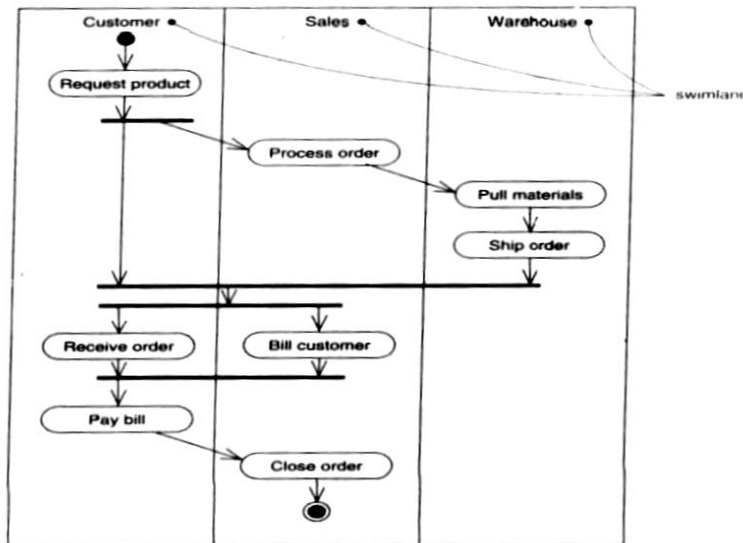 Customer
Sales
Warehouse
swimlane
Request product
Process order
Pull materials
Ship order
Receive order
Bill customer
Pay bill
Close order